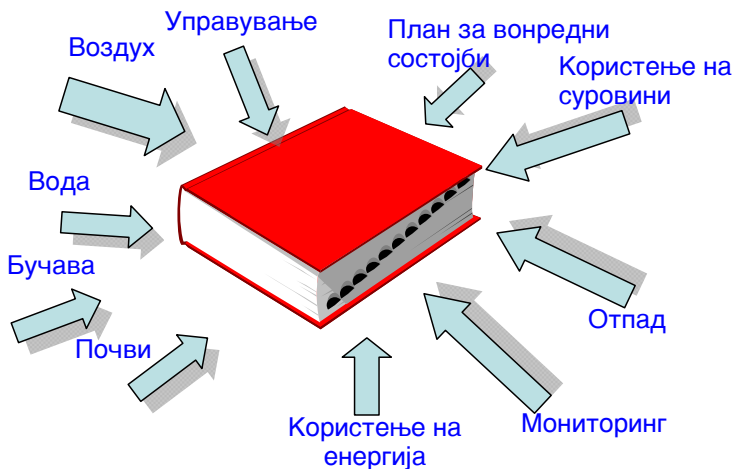 Управување
План за вонредни
состојби
Воздух
Користење на
суровини
Вода
Бучава
Отпад
Почви
Мониторинг
Користење на
енергија